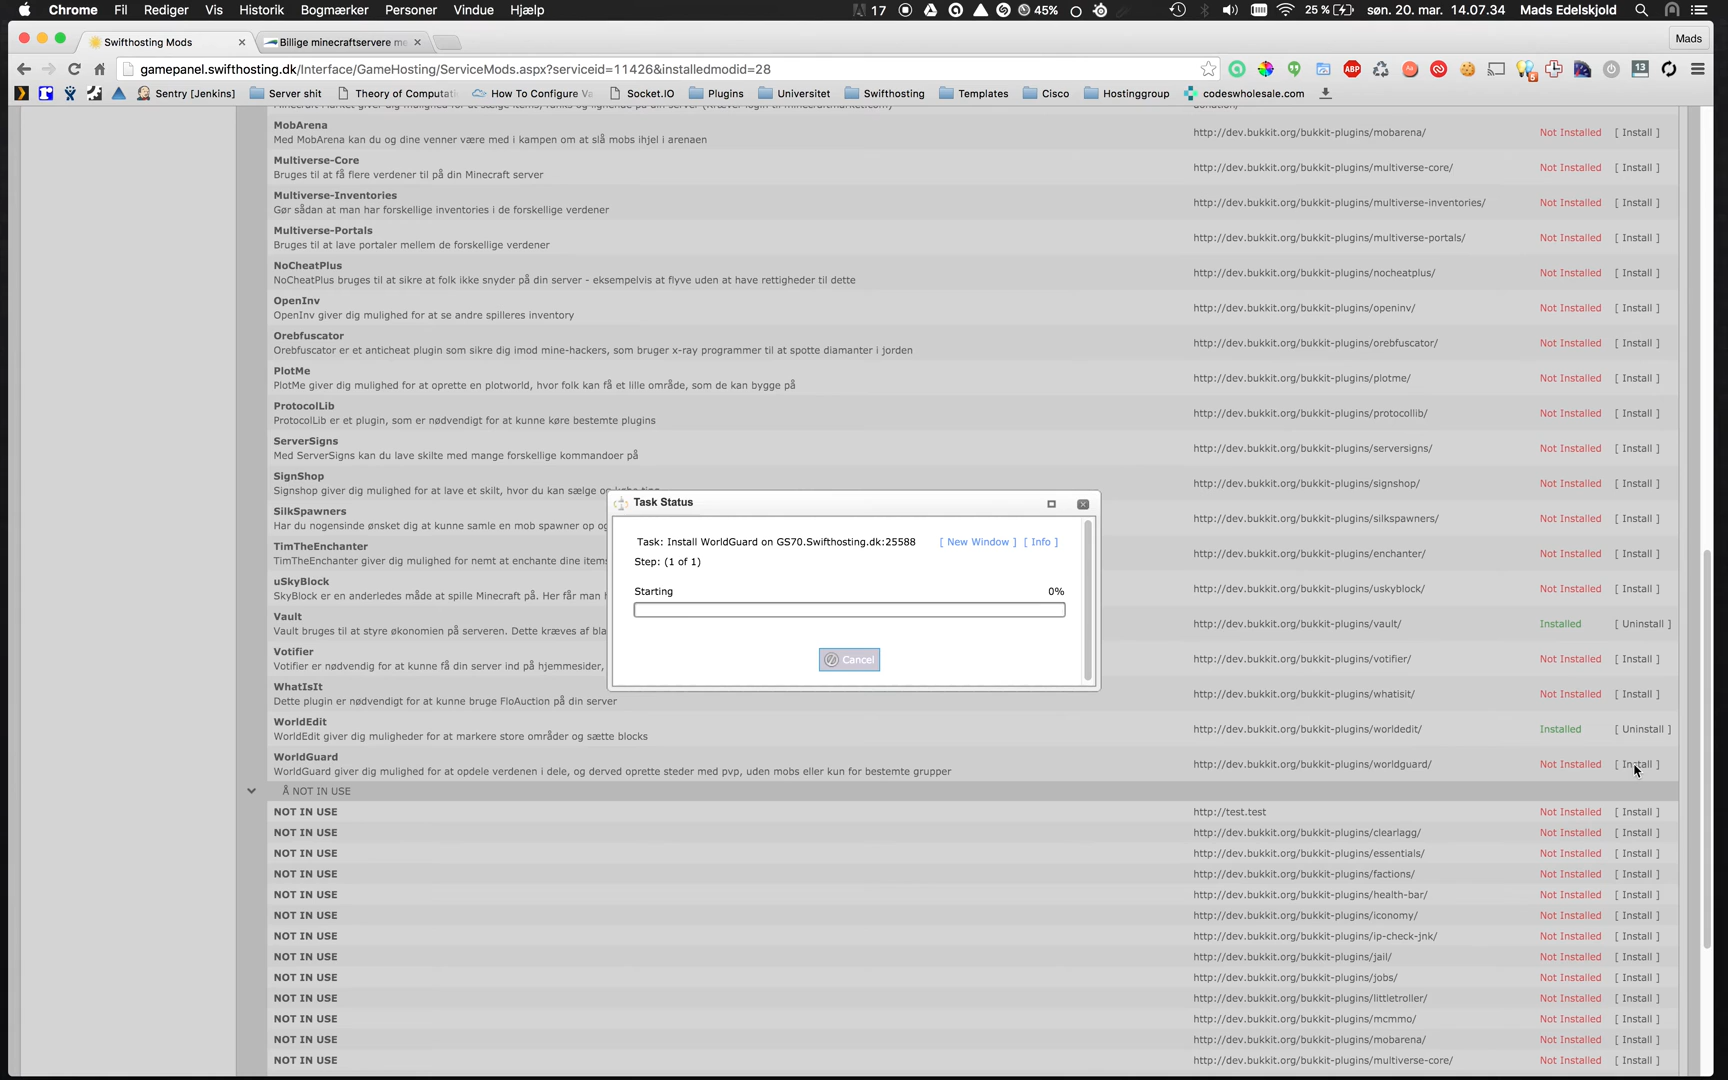 Chrome Fil Rediger Vis Historik Bogmærker Personer Vindue Hjælp 17 45% 25% søn. 20. mar. 14.07.34 Mads Edelskjold
Swifthosting Mods Billige minecraftservere me Mads
gamepanel.swifthosting.dk/Interface/GameHosting/ServiceMods.aspx?serviceid=11426&installedmodid=28 ABP 5 13
Sentry [Jenkins] Server shit Theory of Computati How To Configure Va Socket.IO Plugins Universitet Swifthosting Templates Cisco Hostinggroup codeswholesale.com
MobArena
Med MobArena kan du og dine venner være med i kampen om at slå mobs ihjel i arenaen http://dev.bukkit.org/bukkit-plugins/mobarena/ Not Installed [ Install ]
Multiverse-Core
Bruges til at få flere verdener til på din Minecraft server http://dev.bukkit.org/bukkit-plugins/multiverse-core/ Not Installed [ Install ]
Multiverse-Inventories
Gør sådan at man har forskellige inventories i de forskellige verdener http://dev.bukkit.org/bukkit-plugins/multiverse-inventories/ Not Installed [ Install ]
Multiverse-Portals
Bruges til at lave portaler mellem de forskellige verdener http://dev.bukkit.org/bukkit-plugins/multiverse-portals/ Not Installed [ Install ]
NoCheatPlus
NoCheatPlus bruges til at sikre at folk ikke snyder på din server - eksempelvis at flyve uden at have rettigheder til dette http://dev.bukkit.org/bukkit-plugins/nocheatplus/ Not Installed [ Install ]
OpenInv
OpenInv giver dig mulighed for at se andre spilleres inventory http://dev.bukkit.org/bukkit-plugins/openinv/ Not Installed [ Install ]
Orebfuscator
Orebfuscator er et anticheat plugin som sikre dig imod mine-hackers, som bruger x-ray programmer til at spotte diamanter i jorden http://dev.bukkit.org/bukkit-plugins/orebfuscator/ Not Installed [ Install ]
PlotMe
PlotMe giver dig mulighed for at oprette en plotworld, hvor folk kan få et lille område, som de kan bygge på http://dev.bukkit.org/bukkit-plugins/plotme/ Not Installed [ Install ]
ProtocolLib
ProtocolLib er et plugin, som er nødvendigt for at kunne køre bestemte plugins http://dev.bukkit.org/bukkit-plugins/protocollib/ Not Installed [ Install ]
ServerSigns
Med ServerSigns kan du lave skilte med mange forskellige kommandoer på http://dev.bukkit.org/bukkit-plugins/serversigns/ Not Installed [ Install ]
SignShop
Signshop giver dig mulighed for at lave et skilt, hvor du kan sælge og http://dev.bukkit.org/bukkit-plugins/signshop/ Not Installed [ Install ]
SilkSpawners
Har du nogensinde ønsket dig at kunne samle en mob spawner op og http://dev.bukkit.org/bukkit-plugins/silkspawners/ Not Installed [ Install ]
TimTheEnchanter
TimTheEnchanter giver dig mulighed for nemt at enchante dine items http://dev.bukkit.org/bukkit-plugins/enchanter/ Not Installed [ Install ]
uSkyBlock
SkyBlock er en anderledes måde at spille Minecraft på. Her får man http://dev.bukkit.org/bukkit-plugins/uskyblock/ Not Installed [ Install ]
Vault
Vault bruges til at styre økonomien på serveren. Dette kræves af http://dev.bukkit.org/bukkit-plugins/vault/ Installed [ Uninstall ]
Votifier
Votifier er nødvendig for at kunne få din server ind på hjemmesider, http://dev.bukkit.org/bukkit-plugins/votifier/ Not Installed [ Install ]
WhatIsIt
Dette plugin er nødvendigt for at kunne bruge FloAuction på din server http://dev.bukkit.org/bukkit-plugins/whatisit/ Not Installed [ Install ]
WorldEdit
WorldEdit giver dig muligheder for at markere store områder og sætte blocks http://dev.bukkit.org/bukkit-plugins/worldedit/ Installed [ Uninstall ]
WorldGuard
WorldGuard giver dig mulighed for at opdele verdenen i dele, og derved oprette steder med pvp, uden mobs eller kun for bestemte grupper http://dev.bukkit.org/bukkit-plugins/worldguard/ Not Installed [ Install ]
Å NOT IN USE
NOT IN USE http://test.test Not Installed [ Install ]
NOT IN USE http://dev.bukkit.org/bukkit-plugins/clearlagg/ Not Installed [ Install ]
NOT IN USE http://dev.bukkit.org/bukkit-plugins/essentials/ Not Installed [ Install ]
NOT IN USE http://dev.bukkit.org/bukkit-plugins/factions/ Not Installed [ Install ]
NOT IN USE http://dev.bukkit.org/bukkit-plugins/health-bar/ Not Installed [ Install ]
NOT IN USE http://dev.bukkit.org/bukkit-plugins/iconomy/ Not Installed [ Install ]
NOT IN USE http://dev.bukkit.org/bukkit-plugins/ip-check-jnk/ Not Installed [ Install ]
NOT IN USE http://dev.bukkit.org/bukkit-plugins/jail/ Not Installed [ Install ]
NOT IN USE http://dev.bukkit.org/bukkit-plugins/jobs/ Not Installed [ Install ]
NOT IN USE http://dev.bukkit.org/bukkit-plugins/littletroller/ Not Installed [ Install ]
NOT IN USE http://dev.bukkit.org/bukkit-plugins/mcmmo/ Not Installed [ Install ]
NOT IN USE http://dev.bukkit.org/bukkit-plugins/mobarena/ Not Installed [ Install ]
NOT IN USE http://dev.bukkit.org/bukkit-plugins/multiverse-core/ Not Installed [ Install ]
Task Status
Task: Install WorldGuard on GS70.Swifthosting.dk:25588 [ New Window ] [ Info ]
Step: (1 of 1)
Starting 0%
Cancel